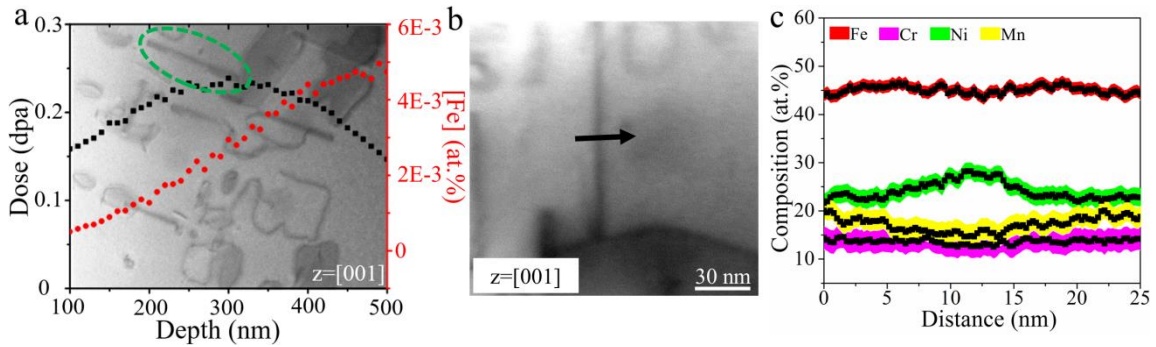 a
0.3
0.2
0.1
0
Dose (dpa)
100 200 300 400 500
Depth (nm)
6E-3
4E-3
2E-3
0
[Fe] (at.%)
z=[001]
b
z=[001]
30 nm
c
Fe Cr Ni Mn
60
50
40
30
20
10
Composition (at.%)
0 5 10 15 20 25
Distance (nm)